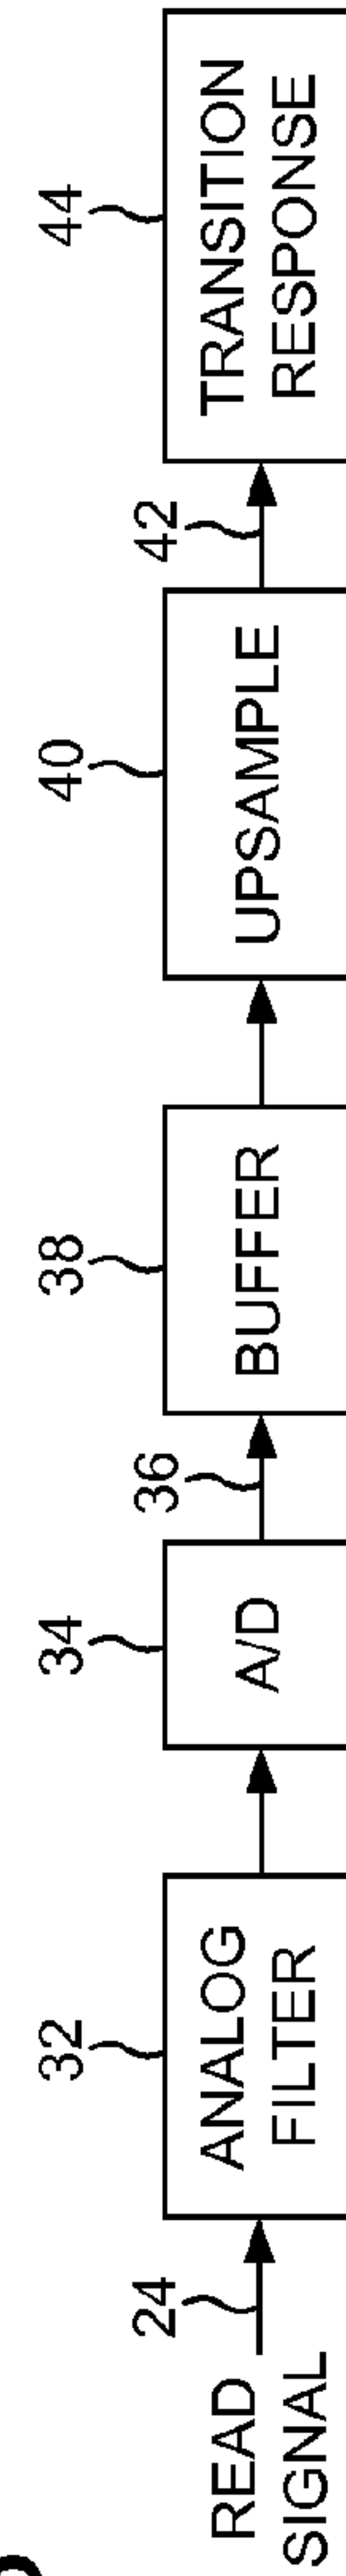 READ
SIGNAL
24
32
ANALOG
FILTER
34
A/D
36
38
BUFFER
40
UPSAMPLE
42
44
TRANSITION
RESPONSE